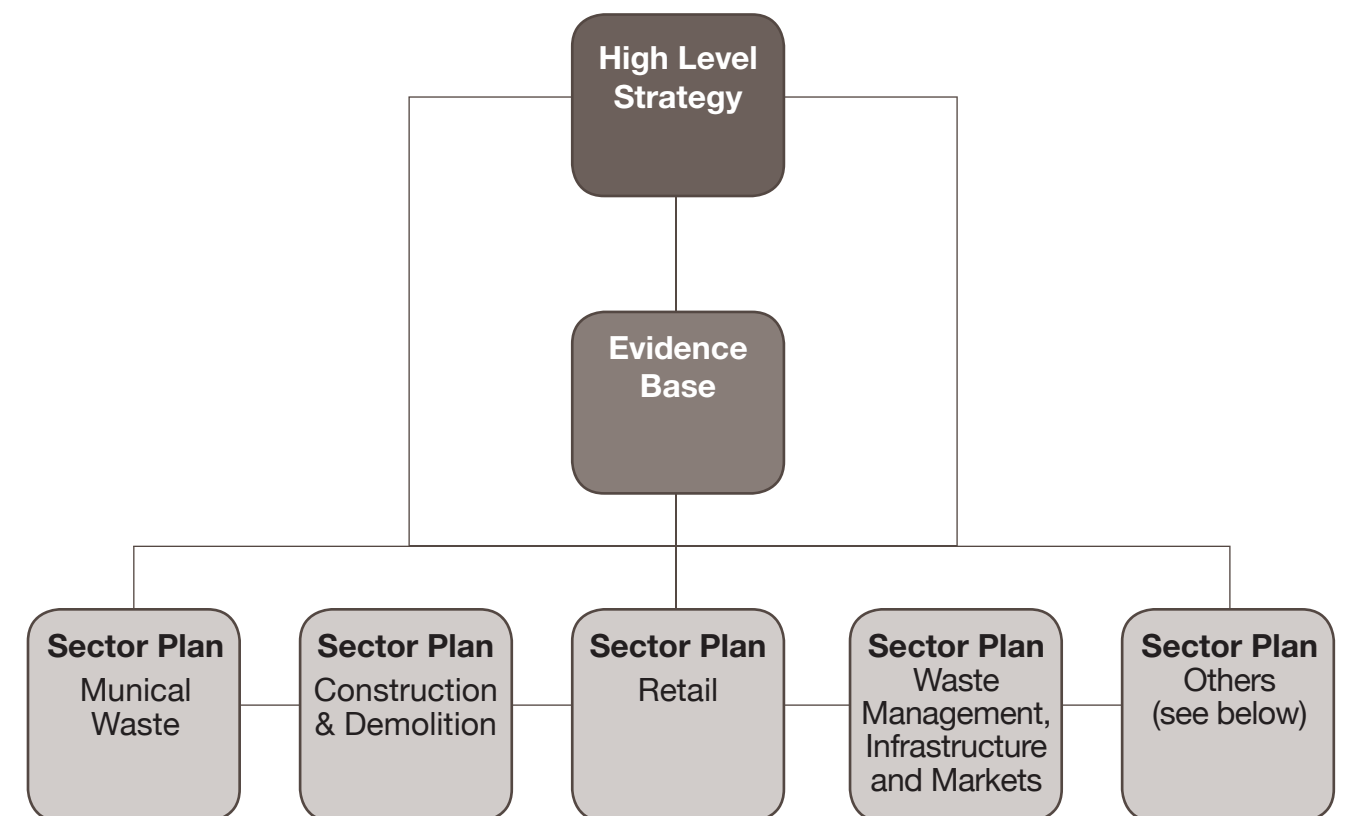 High Level
Strategy
Evidence
Base
Sector Plan
Munical
Waste
Sector Plan
Construction
& Demolition
Sector Plan
Retail
Sector Plan
Waste
Management,
Infrastructure
and Markets
Sector Plan
Others
(see below)